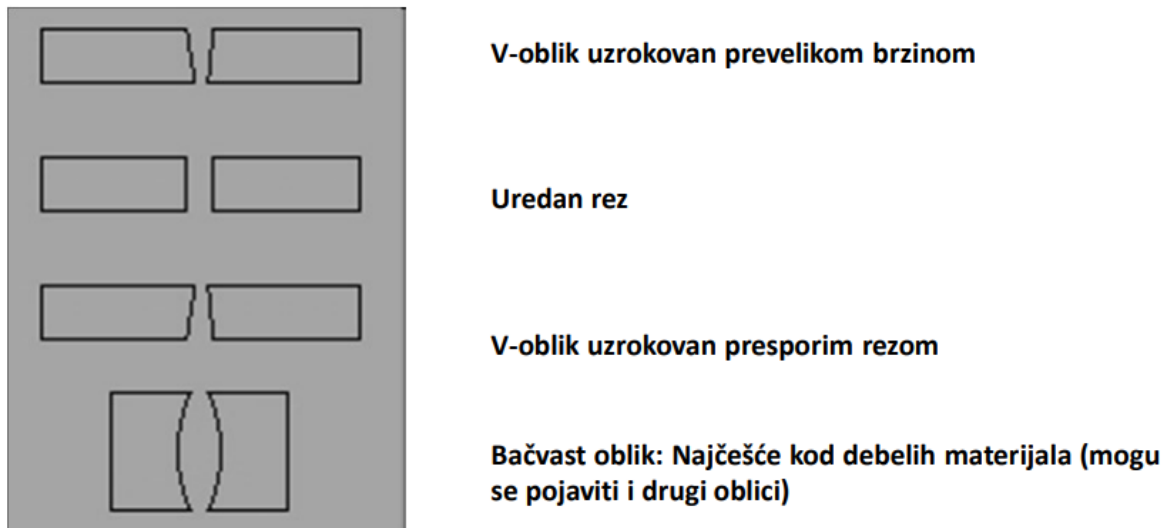 V-oblik uzrokovan prevelikom brzinom
Uredan rez
V-oblik uzrokovan presporim rezom
Bačvast oblik: Najčešće kod debelih materijala (mogu
se pojaviti i drugi oblici)